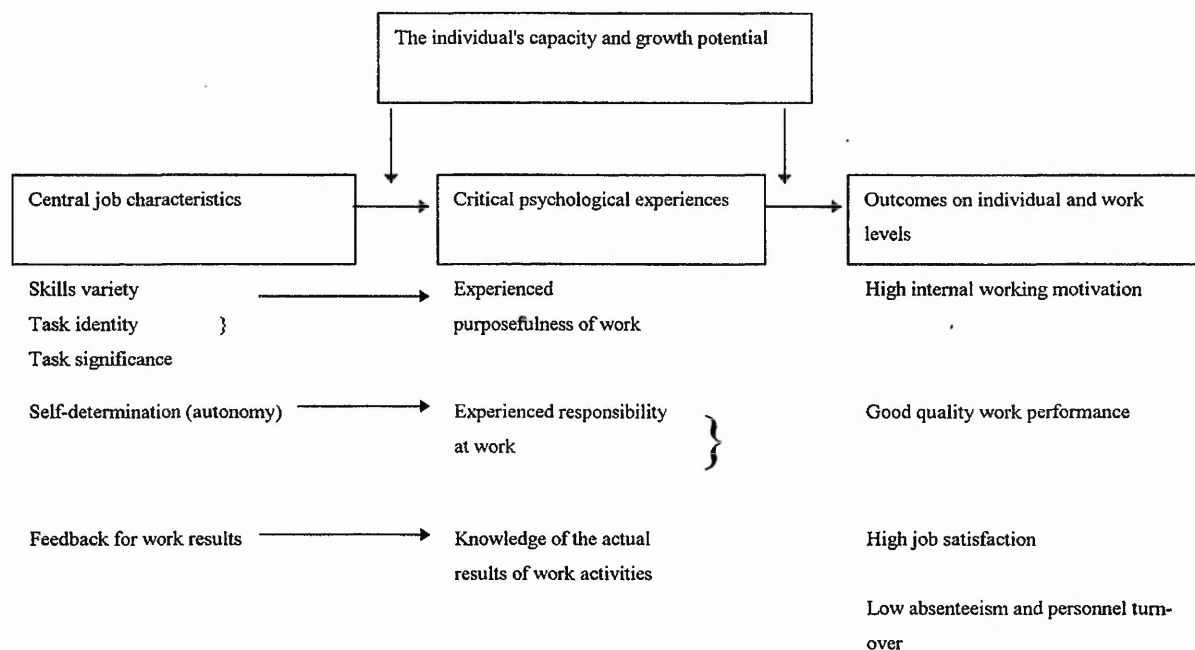 The individual's capacity and growth potential
Central job characteristics
Critical psychological experiences
Outcomes on individual and work
levels
Skills variety
Task identity }
Task significance
Experienced
purposefulness of work
High internal working motivation
Self-determination (autonomy)
Experienced responsibility
at work
}
Good quality work performance
Feedback for work results
Knowledge of the actual
results of work activities
High job satisfaction
Low absenteeism and personnel turn-
over